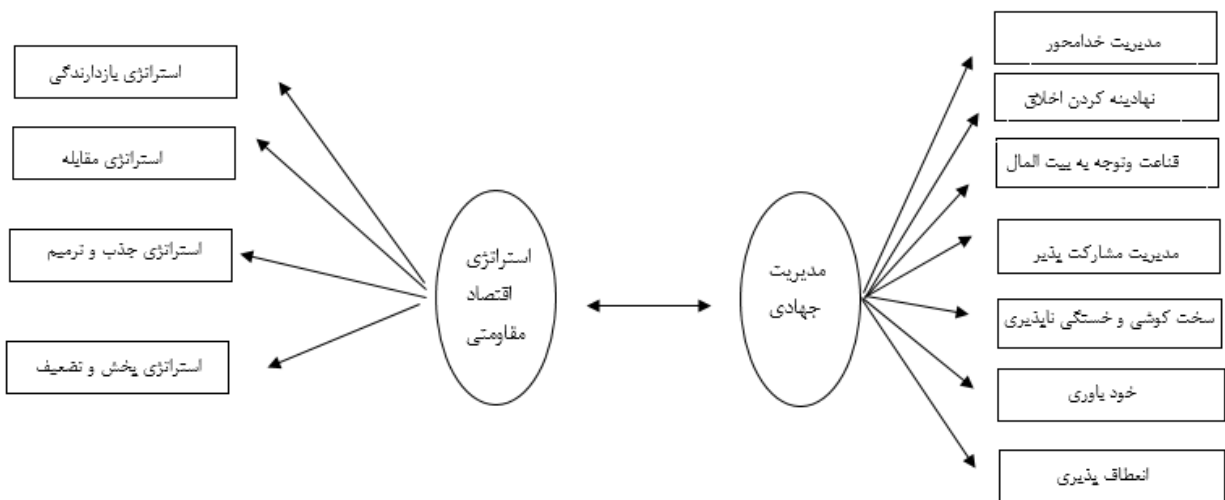 مدیریت خدامحور
نهادینه کردن اخلاق
قناعت وتوجه به بیت المال
مدیریت مشارکت پذیر
سخت کوشی و خستگی ناپذیری
خود باوری
انعطاف پذیری
مدیریت
جهادی
استراتژی
اقتصاد
مقاومتی
استراتژی بازدارندگی
استراتژی مقابله
استراتژی جذب و ترمیم
استراتژی پخش و تضعیف